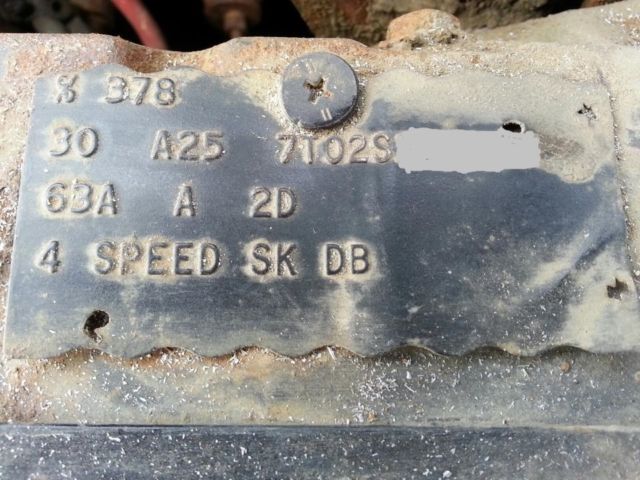 378
30 A25 7T02S
63A A 2D
4 SPEED SK DB